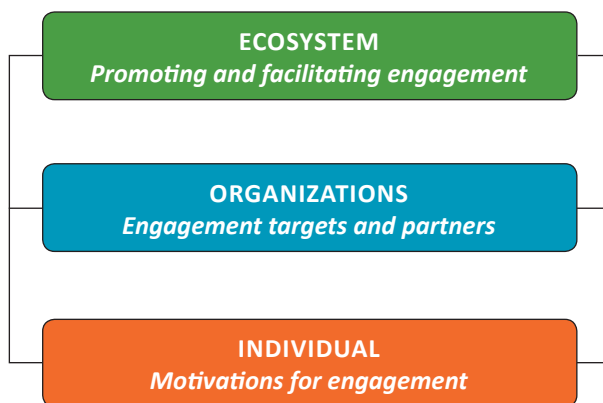 ECOSYSTEM
Promoting and facilitating engagement
ORGANIZATIONS
Engagement targets and partners
INDIVIDUAL
Motivations for engagement